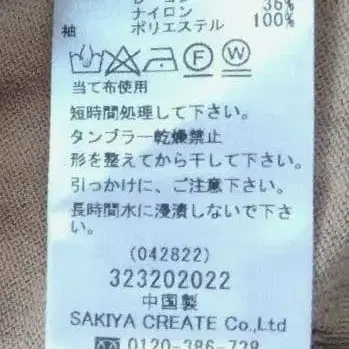 ナイロン 36%
袖 ポリエステル 100%
F W
当て布使用
短時間処理して下さい。
タンブラー乾燥禁止
形を整えてから干して下さい。
引っかけに、ご注意下さい。
長時間水に浸漬しないで下さ
い。
(042822)
323202022
中国製
SAKIYA CREATE Co.,Ltd
0120-386-729